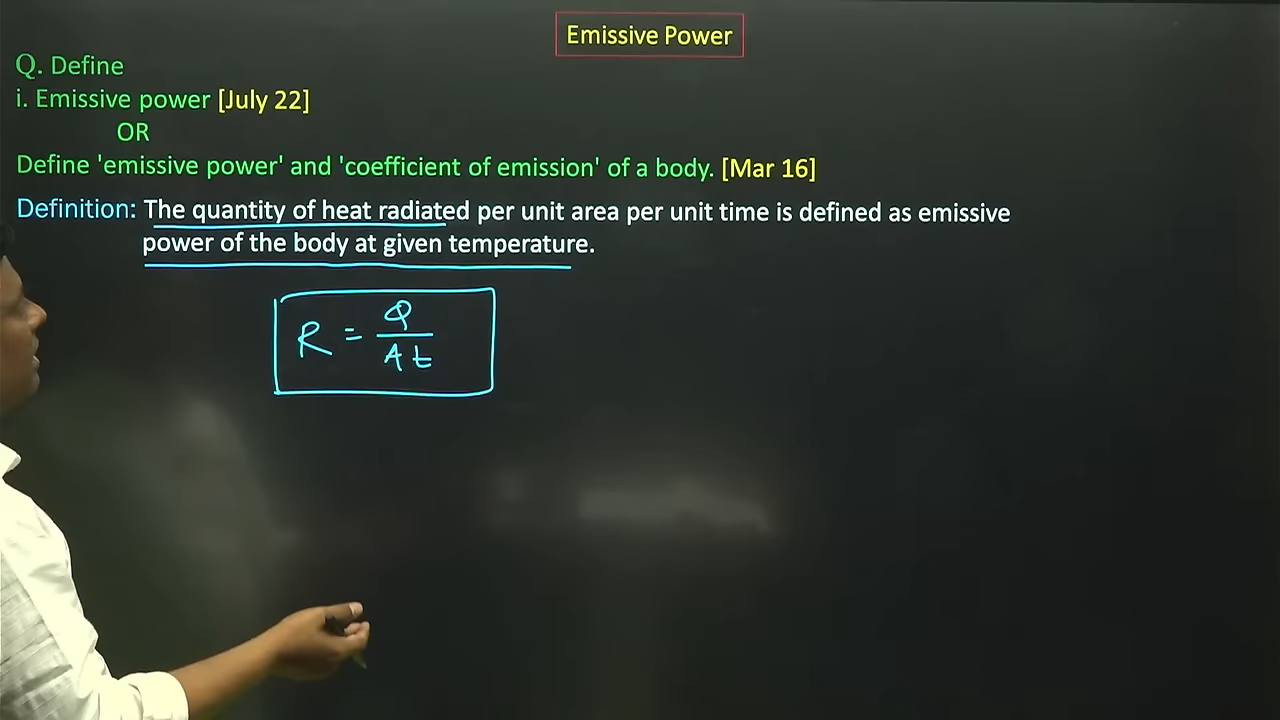 Emissive Power
Q. Define
i. Emissive power [July 22]
OR
Define 'emissive power' and 'coefficient of emission' of a body. [Mar 16]
Definition: The quantity of heat radiated per unit area per unit time is defined as emissive
power of the body at given temperature.
R = Q / A t